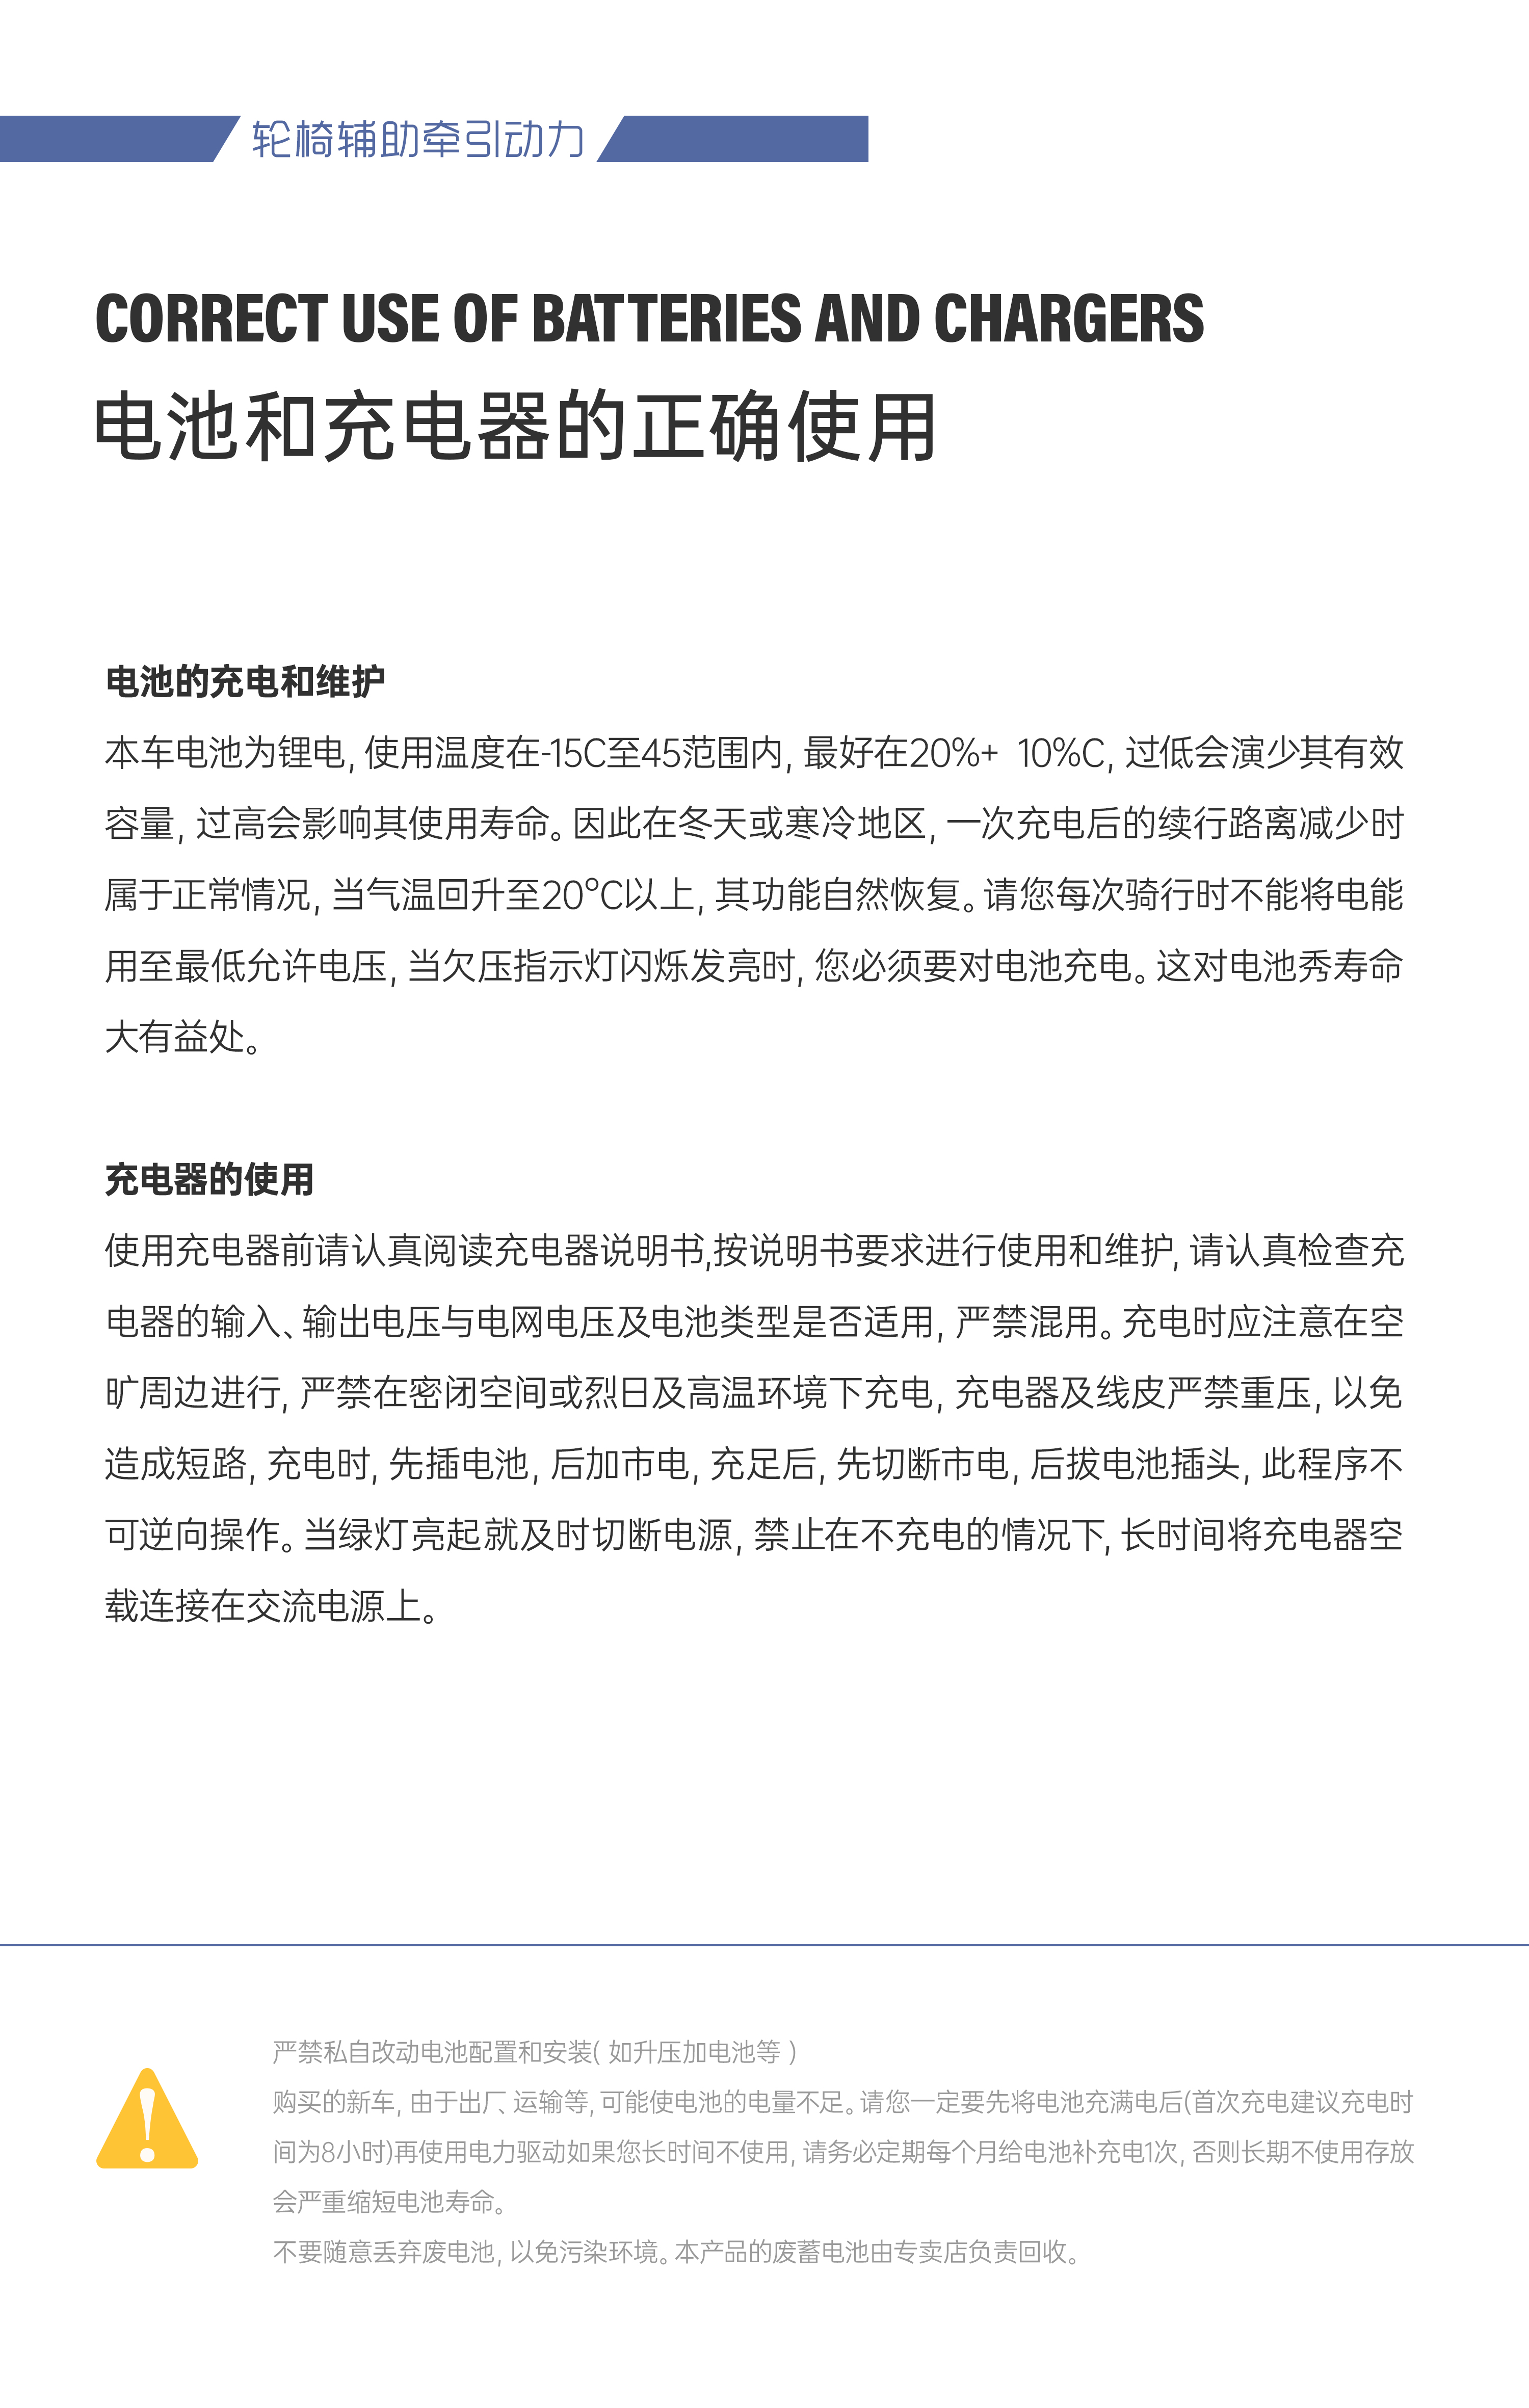 轮椅辅助牵引动力
CORRECT USE OF BATTERIES AND CHARGERS
电池和充电器的正确使用
电池的充电和维护
本车电池为锂电,使用温度在-15C至45范围内,最好在20%+ 10%C,过低会演少其有效
容量,过高会影响其使用寿命。因此在冬天或寒冷地区,一次充电后的续行路离减少时
属于正常情况,当气温回升至20°C以上,其功能自然恢复。请您每次骑行时不能将电能
用至最低允许电压,当欠压指示灯闪烁发亮时,您必须要对电池充电。这对电池秀寿命
大有益处。
充电器的使用
使用充电器前请认真阅读充电器说明书,按说明书要求进行使用和维护,请认真检查充
电器的输入、输出电压与电网电压及电池类型是否适用,严禁混用。充电时应注意在空
旷周边进行,严禁在密闭空间或烈日及高温环境下充电,充电器及线皮严禁重压,以免
造成短路,充电时,先插电池,后加市电,充足后,先切断市电,后拔电池插头,此程序不
可逆向操作。当绿灯亮起就及时切断电源,禁止在不充电的情况下,长时间将充电器空
载连接在交流电源上。
严禁私自改动电池配置和安装( 如升压加电池等 )
购买的新车,由于出厂、运输等,可能使电池的电量不足。请您一定要先将电池充满电后(首次充电建议充电时
间为8小时)再使用电力驱动如果您长时间不使用,请务必定期每个月给电池补充电1次,否则长期不使用存放
会严重缩短电池寿命。
不要随意丢弃废电池,以免污染环境。本产品的废蓄电池由专卖店负责回收。